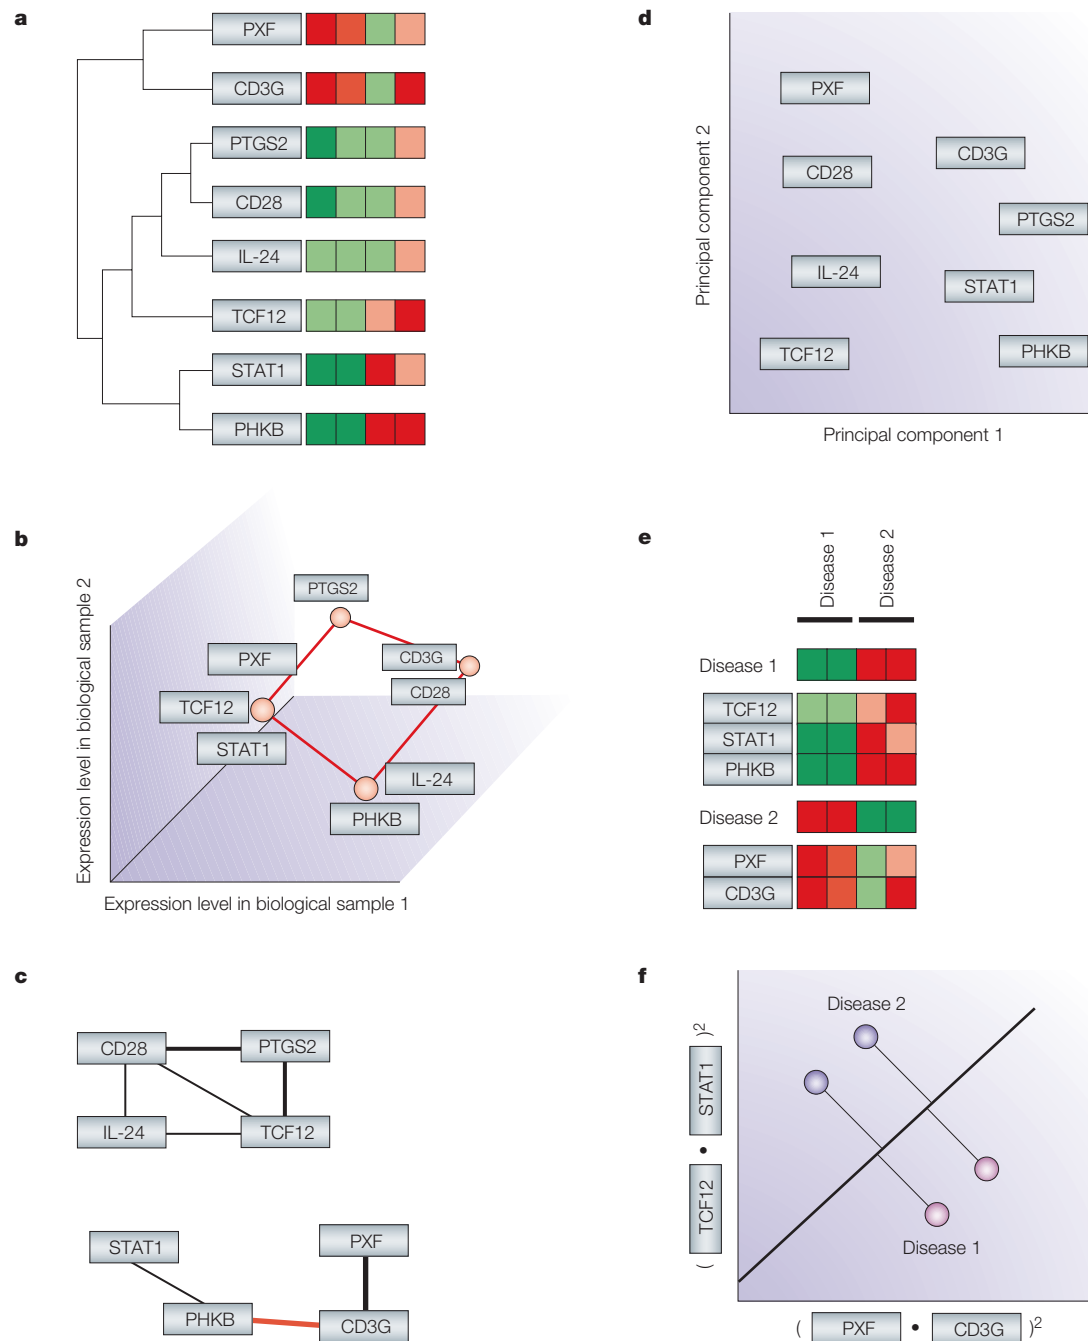 a
PXF
CD3G
PTGS2
CD28
IL-24
TCF12
STAT1
PHKB
d
Principal component 2
PXF
CD3G
CD28
PTGS2
IL-24
STAT1
TCF12
PHKB
Principal component 1
b
Expression level in biological sample 2
PTGS2
PXF
CD3G
CD28
TCF12
STAT1
IL-24
PHKB
Expression level in biological sample 1
e
Disease 1
Disease 2
Disease 1
TCF12
STAT1
PHKB
Disease 2
PXF
CD3G
c
CD28
PTGS2
IL-24
TCF12
STAT1
PXF
PHKB
CD3G
f
( TCF12 • STAT1 )²
Disease 2
Disease 1
( PXF • CD3G )²